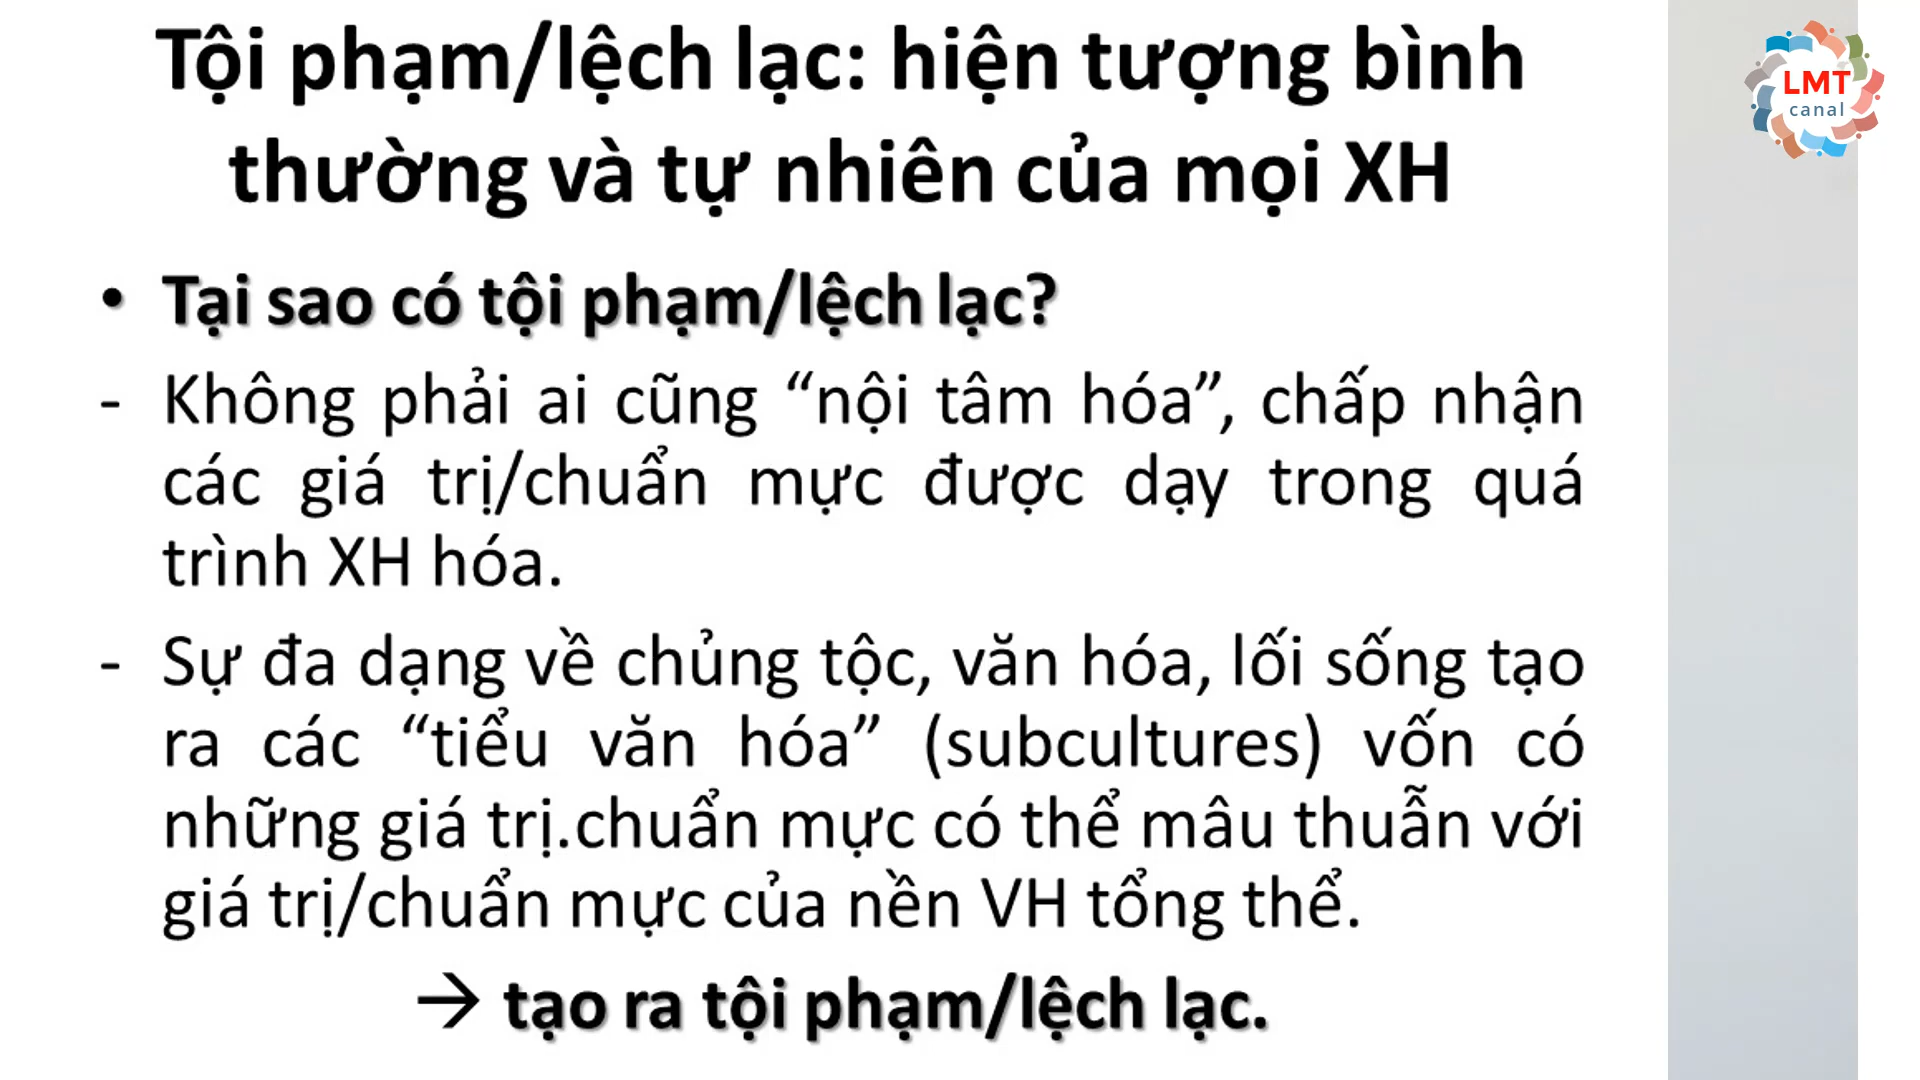 Tội phạm/lệch lạc: hiện tượng bình
thường và tự nhiên của mọi XH
LMT
canal
• Tại sao có tội phạm/lệch lạc?
- Không phải ai cũng “nội tâm hóa”, chấp nhận
các giá trị/chuẩn mực được dạy trong quá
trình XH hóa.
- Sự đa dạng về chủng tộc, văn hóa, lối sống tạo
ra các “tiểu văn hóa” (subcultures) vốn có
những giá trị.chuẩn mực có thể mâu thuẫn với
giá trị/chuẩn mực của nền VH tổng thể.
→ tạo ra tội phạm/lệch lạc.